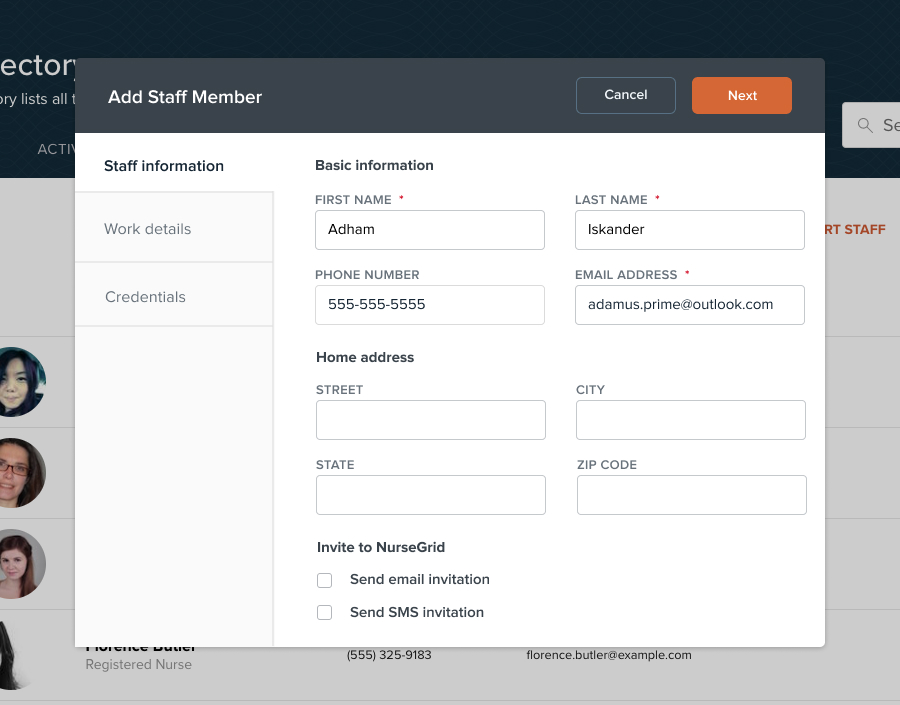 ectory
ory lists all t
ACTIV
Add Staff Member
Cancel
Next
Se
RT STAFF
Staff information
Work details
Credentials
Basic information
FIRST NAME *
LAST NAME *
Adham
Iskander
PHONE NUMBER
EMAIL ADDRESS *
555-555-5555
adamus.prime@outlook.com
Home address
STREET
CITY
STATE
ZIP CODE
Invite to NurseGrid
Send email invitation
Send SMS invitation
Florence Butler
Registered Nurse
(555) 325-9183
florence.butler@example.com